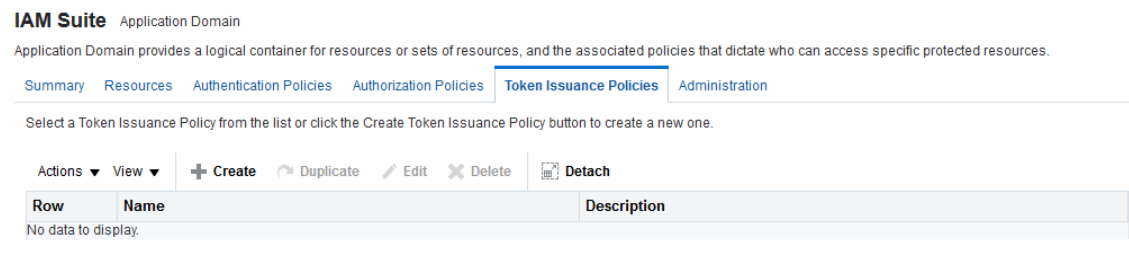 IAM Suite Application Domain
Application Domain provides a logical container for resources or sets of resources, and the associated policies that dictate who can access specific protected resources.
Summary Resources Authentication Policies Authorization Policies Token Issuance Policies Administration
Select a Token Issuance Policy from the list or click the Create Token Issuance Policy button to create a new one.
Actions View Create Duplicate Edit Delete Detach
Row Name Description
No data to display.